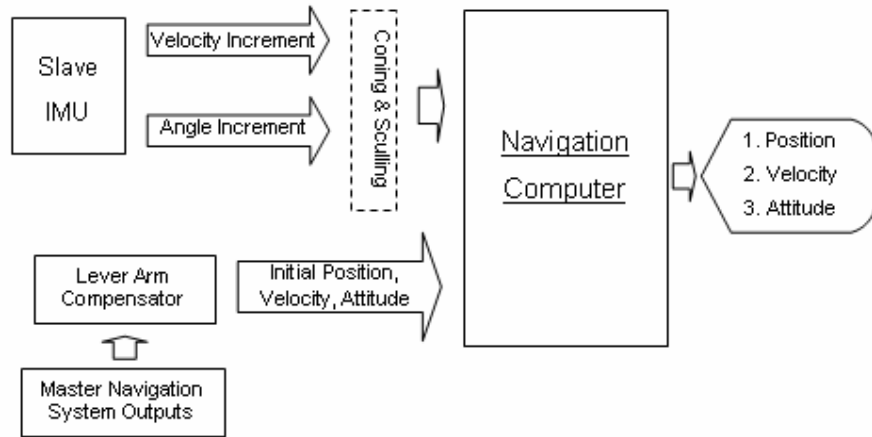 Slave
IMU
Velocity Increment
Angle Increment
Coning & Sculling
Navigation
Computer
1. Position
2. Velocity
3. Attitude
Lever Arm
Compensator
Initial Position,
Velocity, Attitude
Master Navigation
System Outputs